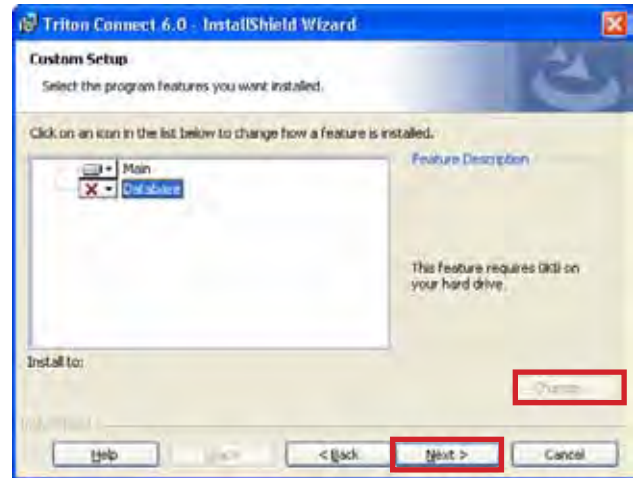 Triton Connect 6.0 - InstallShield Wizard
Custom Setup
Select the program features you want installed.
Click on an icon in the list below to change how a feature is installed.
Main
Database
Feature Description
This feature requires 0KB on
your hard drive.
Install to:
Change...
InstallShield
Help
Space
< Back
Next >
Cancel